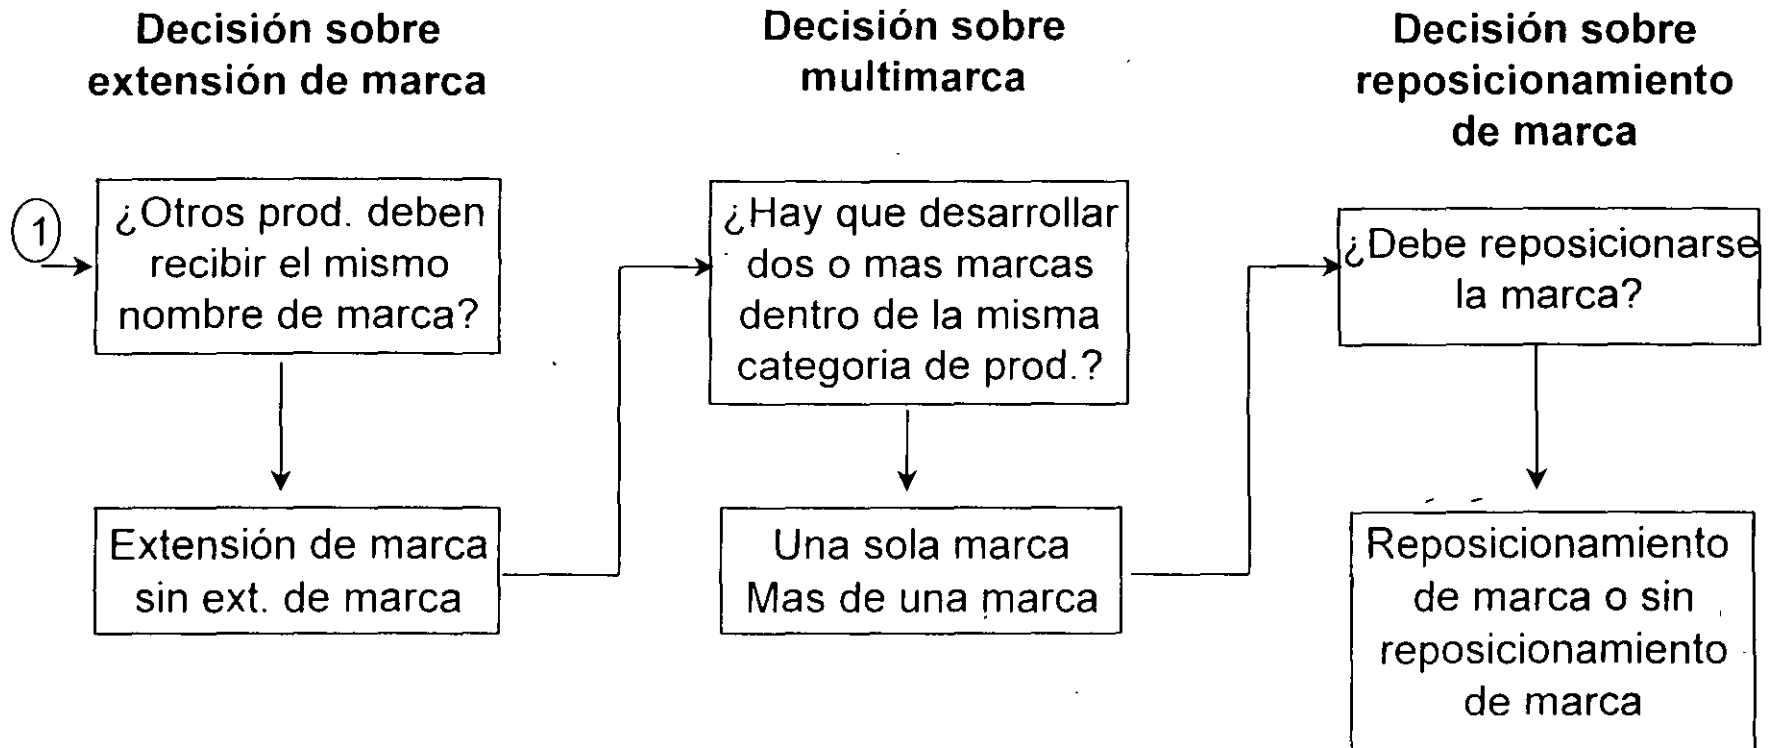 Decisión sobre
extensión de marca
Decisión sobre
multimarca
Decisión sobre
reposicionamiento
de marca
1
¿Otros prod. deben
recibir el mismo
nombre de marca?
¿Hay que desarrollar
dos o mas marcas
dentro de la misma
categoria de prod.?
¿Debe reposicionarse
la marca?
Extensión de marca
sin ext. de marca
Una sola marca
Mas de una marca
Reposicionamiento
de marca o sin
reposicionamiento
de marca